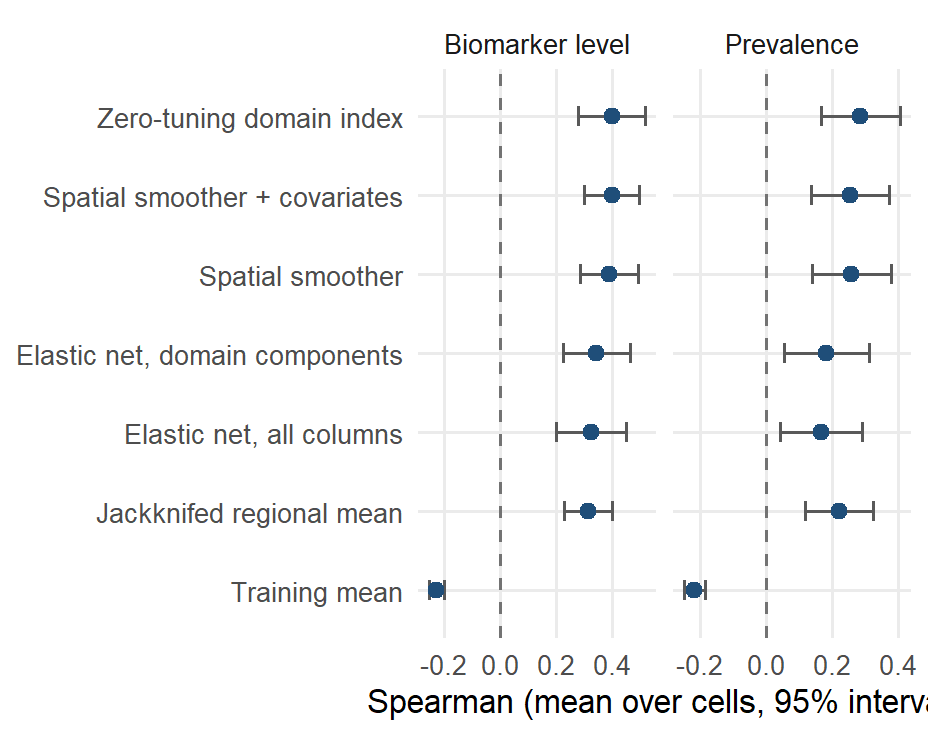 Biomarker level Prevalence
Zero-tuning domain index
Spatial smoother + covariates
Spatial smoother
Elastic net, domain components
Elastic net, all columns
Jackknifed regional mean
Training mean
-0.2 0.0 0.2 0.4 -0.2 0.0 0.2 0.4
Spearman (mean over cells, 95% interva